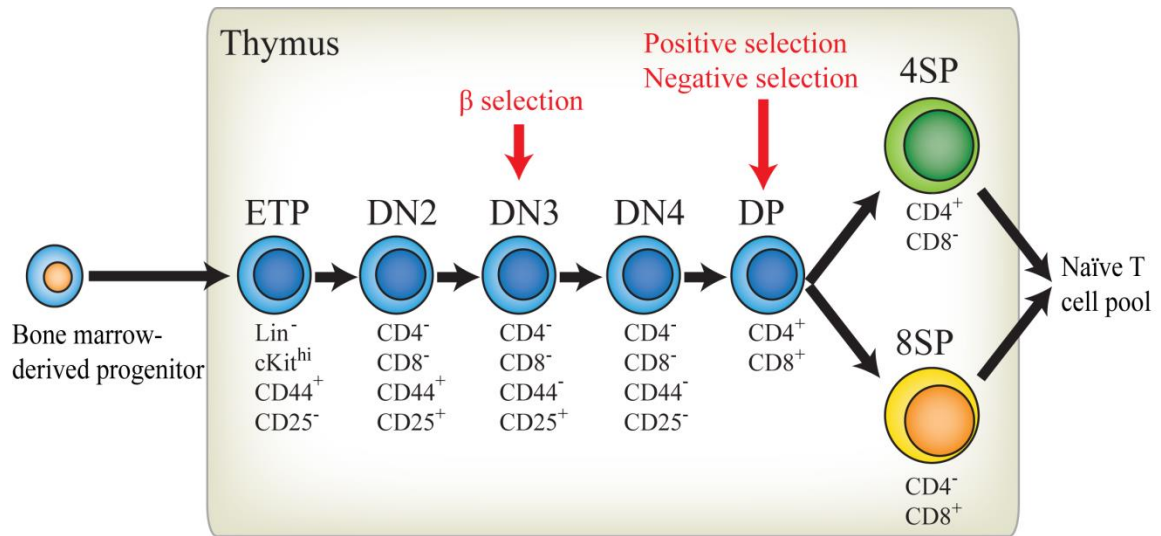 Thymus
Positive selection
Negative selection
β selection
4SP
ETP
DN2
DN3
DN4
DP
CD4⁺
CD8⁻
Bone marrow-
derived progenitor
Lin⁻
cKitʰⁱ
CD44⁺
CD25⁻
CD4⁻
CD8⁻
CD44⁺
CD25⁺
CD4⁻
CD8⁻
CD44⁻
CD25⁺
CD4⁻
CD8⁻
CD44⁻
CD25⁻
CD4⁺
CD8⁺
Naïve T
cell pool
8SP
CD4⁻
CD8⁺